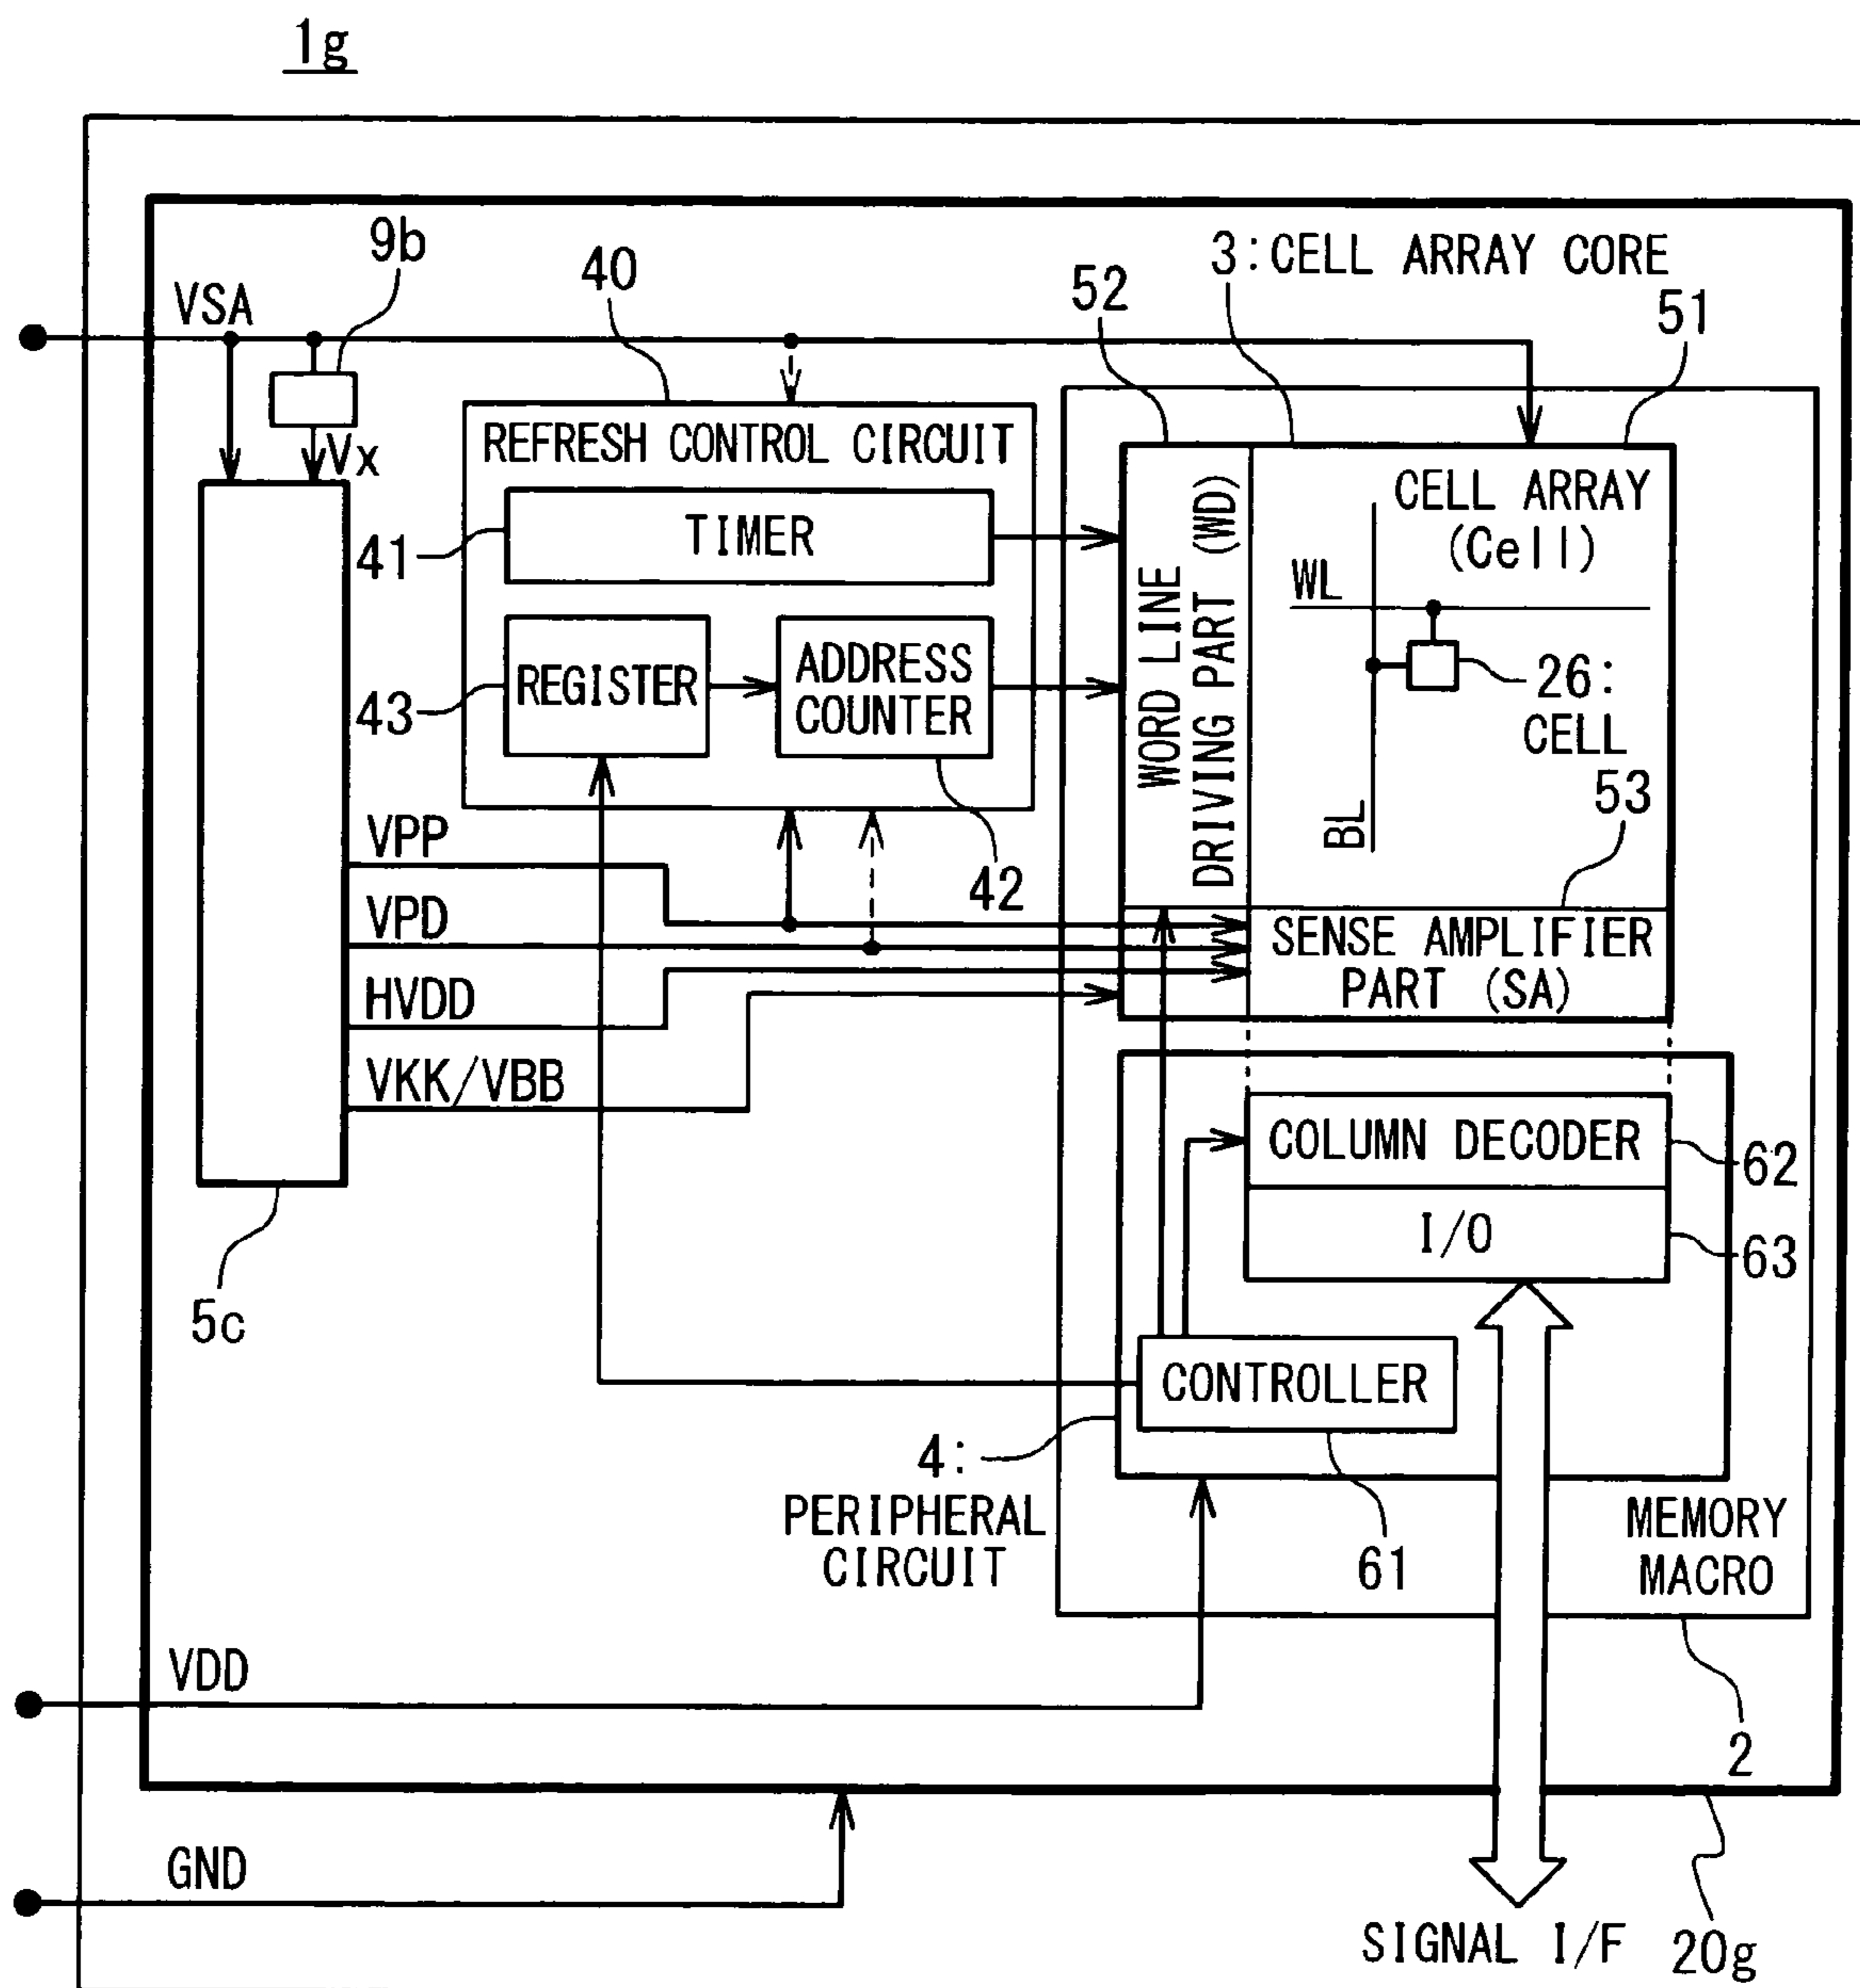 1g
9b
40
52
3:CELL ARRAY CORE
51
VSA
Vx
REFRESH CONTROL CIRCUIT
TIMER
41
REGISTER
43
ADDRESS
COUNTER
42
WORD LINE
DRIVING PART (WD)
CELL ARRAY
(Cell)
WL
BL
26:
CELL
53
SENSE AMPLIFIER
PART (SA)
VPP
VPD
HVDD
VKK/VBB
5c
COLUMN DECODER
62
I/O
63
CONTROLLER
61
4:
PERIPHERAL
CIRCUIT
MEMORY
MACRO
2
VDD
GND
SIGNAL I/F
20g